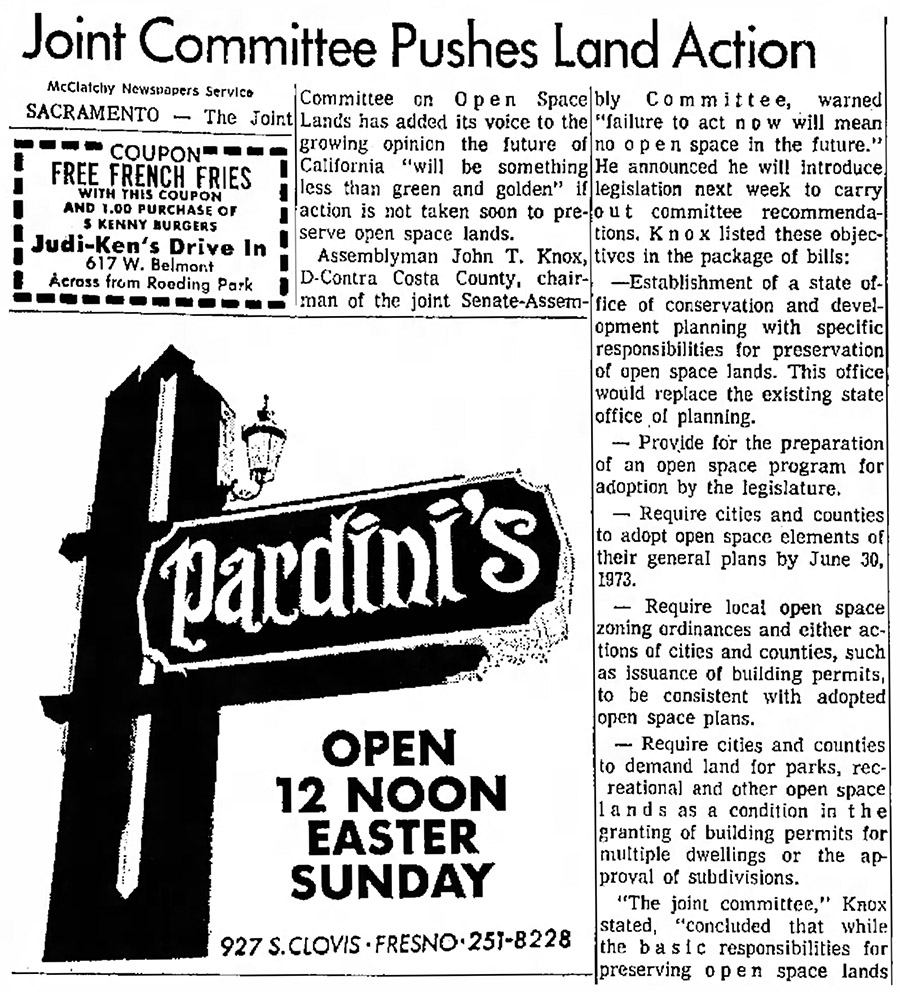 Joint Committee Pushes Land Action
McClatchy Newspapers Service
SACRAMENTO — The Joint
Committee on Open Space
Lands has added its voice to the
growing opinion the future of
California "will be something
less than green and golden" if
action is not taken soon to pre-
serve open space lands.
Assemblyman John T. Knox,
D-Contra Costa County, chair-
man of the joint Senate-Assem-
bly Committee, warned
"failure to act now will mean
no open space in the future."
He announced he will introduce
legislation next week to carry
out committee recommenda-
tions. Knox listed these objec-
tives in the package of bills:
—Establishment of a state of-
fice of conservation and devel-
opment planning with specific
responsibilities for preservation
of open space lands. This office
would replace the existing state
office of planning.
— Provide for the preparation
of an open space program for
adoption by the legislature.
— Require cities and counties
to adopt open space elements of
their general plans by June 30,
1973.
— Require local open space
zoning ordinances and either ac-
tions of cities and counties, such
as issuance of building permits,
to be consistent with adopted
open space plans.
— Require cities and counties
to demand land for parks, rec-
reational and other open space
lands as a condition in the
granting of building permits for
multiple dwellings or the ap-
proval of subdivisions.
"The joint committee," Knox
stated, "concluded that while
the basic responsibilities for
preserving open space lands
COUPON
FREE FRENCH FRIES
WITH THIS COUPON
AND 1.00 PURCHASE OF
5 KENNY BURGERS
Judi-Ken's Drive In
617 W. Belmont
Across from Roeding Park
Pardini's
OPEN
12 NOON
EASTER
SUNDAY
927 S. CLOVIS · FRESNO · 251-8228